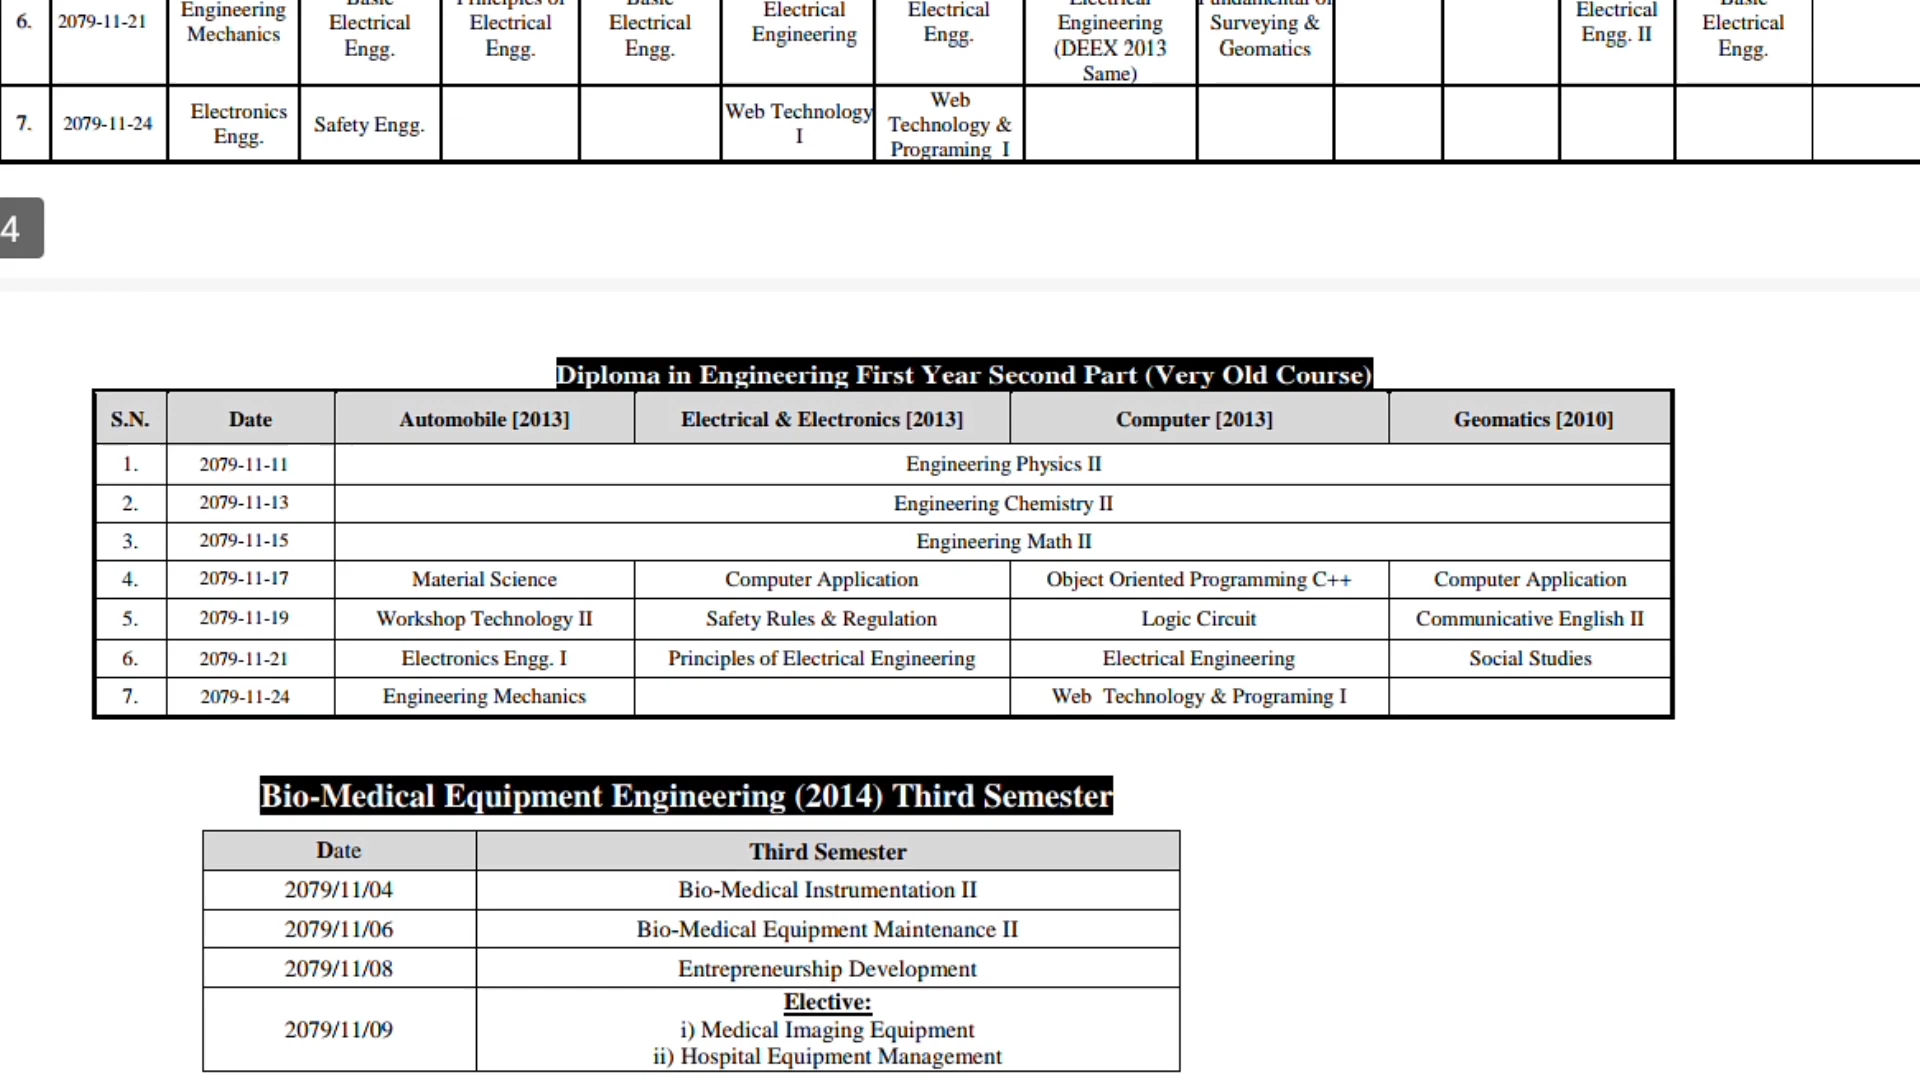 6. 2079-11-21 Engineering Mechanics Electrical Engg. Electrical Engg. Electrical Engg. Electrical Engineering Electrical Engg. Engineering (DEEX 2013 Same) Surveying & Geomatics Electrical Engg. II Electrical Engg.
7. 2079-11-24 Electronics Engg. Safety Engg. Web Technology I Web Technology & Programing I
4
Diploma in Engineering First Year Second Part (Very Old Course)
S.N. Date Automobile [2013] Electrical & Electronics [2013] Computer [2013] Geomatics [2010]
1. 2079-11-11 Engineering Physics II
2. 2079-11-13 Engineering Chemistry II
3. 2079-11-15 Engineering Math II
4. 2079-11-17 Material Science Computer Application Object Oriented Programming C++ Computer Application
5. 2079-11-19 Workshop Technology II Safety Rules & Regulation Logic Circuit Communicative English II
6. 2079-11-21 Electronics Engg. I Principles of Electrical Engineering Electrical Engineering Social Studies
7. 2079-11-24 Engineering Mechanics Web Technology & Programing I
Bio-Medical Equipment Engineering (2014) Third Semester
Date Third Semester
2079/11/04 Bio-Medical Instrumentation II
2079/11/06 Bio-Medical Equipment Maintenance II
2079/11/08 Entrepreneurship Development
Elective:
2079/11/09 i) Medical Imaging Equipment
ii) Hospital Equipment Management